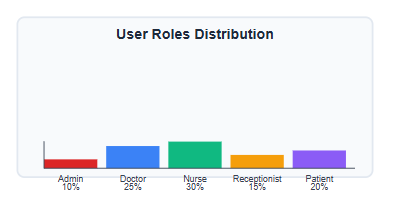 User Roles Distribution
Admin Doctor Nurse Receptionist Patient
10% 25% 30% 15% 20%